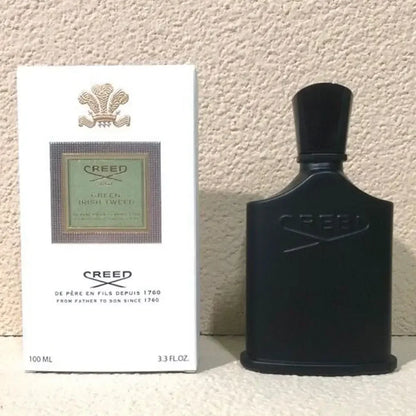 CREED
GREEN
IRISH TWEED
CREED
DE PÈRE EN FILS DEPUIS 1760
FROM FATHER TO SON SINCE 1760
100 ML 3.3 FL.OZ.
CREED